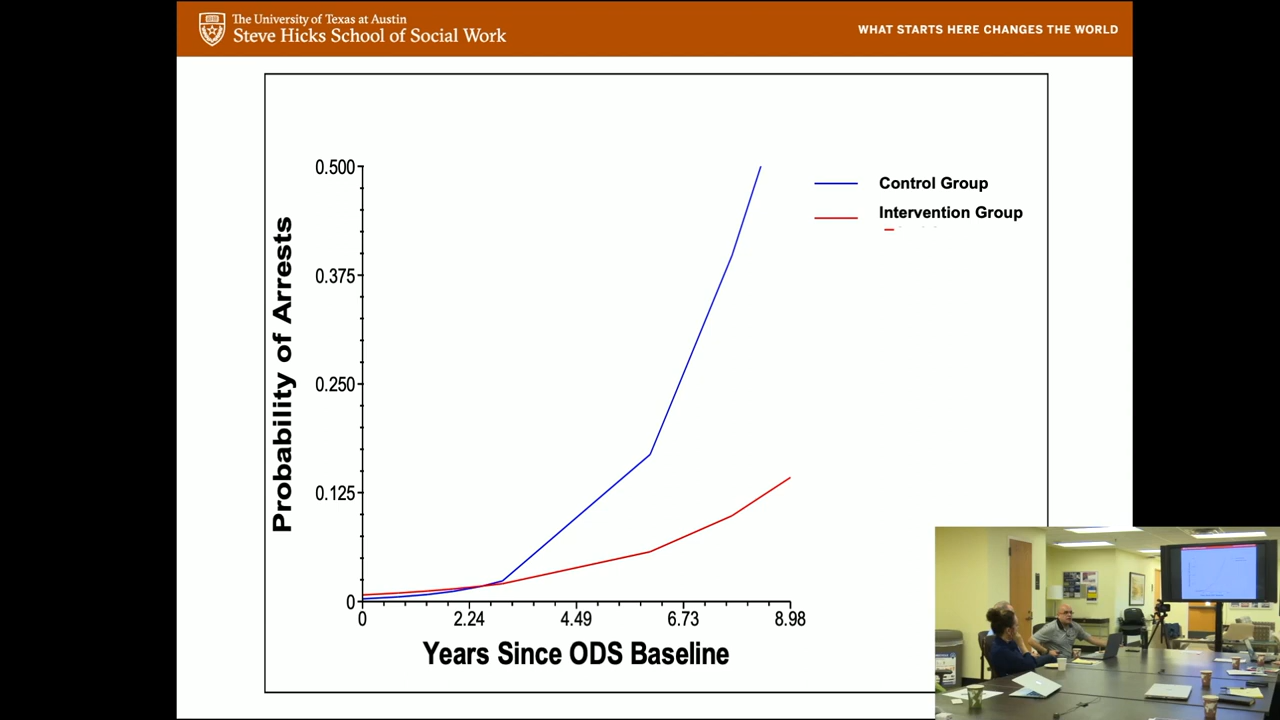 The University of Texas at Austin
Steve Hicks School of Social Work
WHAT STARTS HERE CHANGES THE WORLD
Control Group
Intervention Group
Probability of Arrests
0.500
0.375
0.250
0.125
0
0 2.24 4.49 6.73 8.98
Years Since ODS Baseline